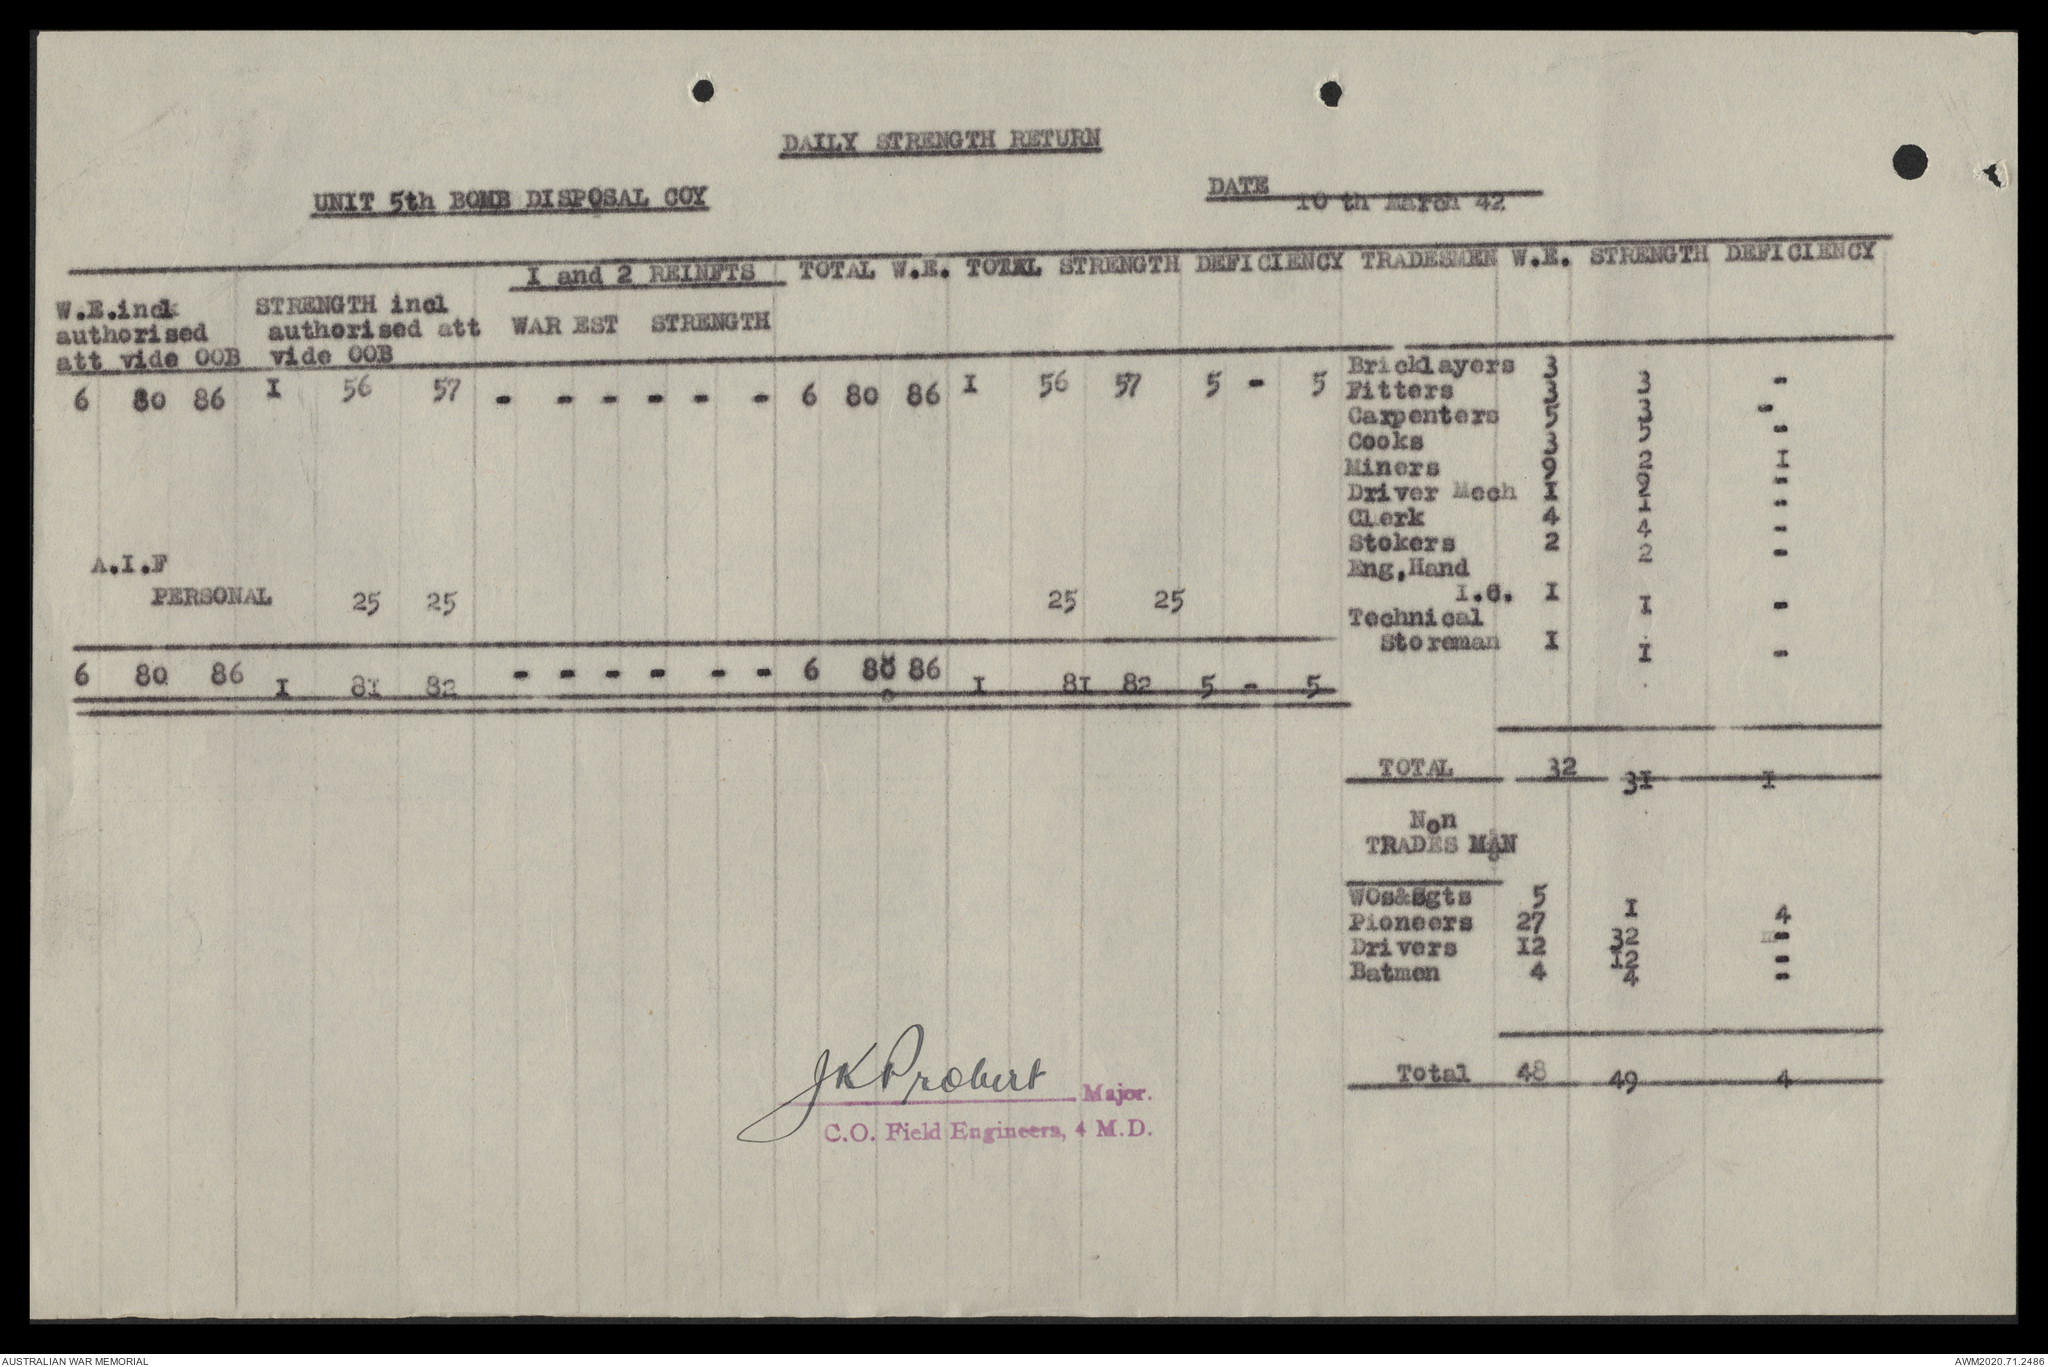 DAILY STRENGTH RETURN
UNIT 5th BOMB DISPOSAL COY
DATE 10 th March 42
I and 2 REINFTS TOTAL W.E. TOTAL STRENGTH DEFICIENCY TRADESMEN W.E. STRENGTH DEFICIENCY
W.E.incl STRENGTH incl
authorised authorised att WAR EST STRENGTH
att vide OOB vide OOB
6 80 86 I 56 57 - - - - - - 6 80 86 I 56 57 5 - 5
Bricklayers 3 3 -
Fitters 3 3 -
Carpenters 5 5 -
Cooks 3 2 I
Miners 9 9 -
Driver Mech I I -
Clerk 4 4 -
Stokers 2 2 -
Eng,Hand
I.C. I I -
Technical
Storeman I I -
A.I.F
PERSONAL 25 25 25 25
6 80 86 I 81 82 - - - - - - 6 80 86 I 81 82 5 - 5
TOTAL 32 3I I
Non
TRADES MAN
WOs&Sgts 5 I 4
Pioneers 27 32 -
Drivers I2 I2 -
Batmen 4 4 -
Total 48 49 4
JK Probert Major.
C.O. Field Engineers, 4 M.D.
AUSTRALIAN WAR MEMORIAL
AWM2020.71.2486